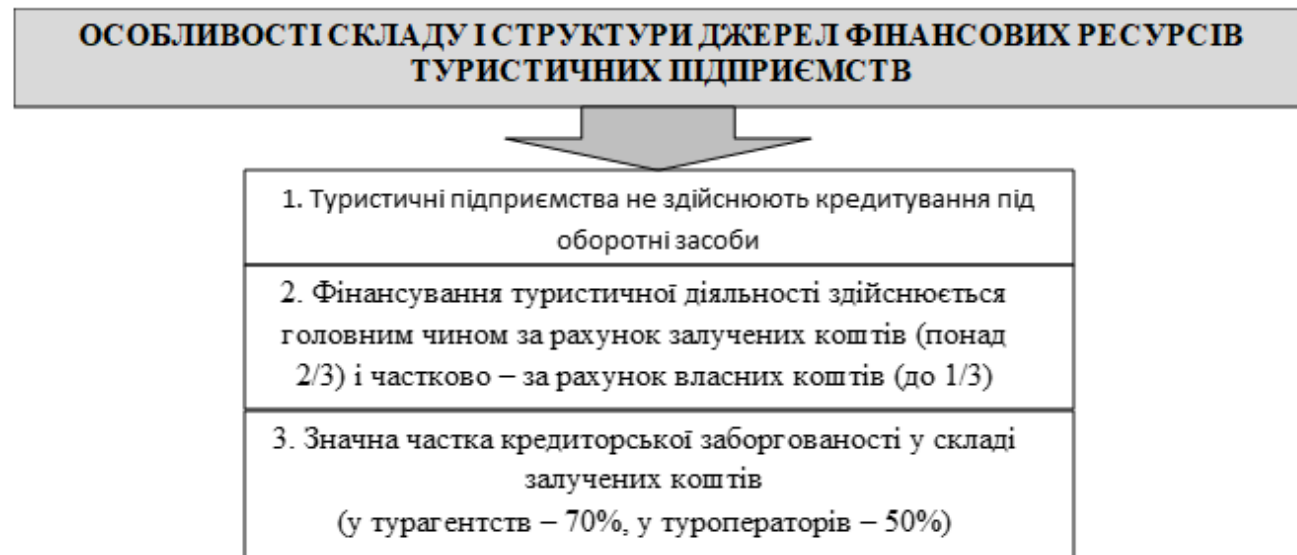 ОСОБЛИВОСТІ СКЛАДУ І СТРУКТУРИ ДЖЕРЕЛ ФІНАНСОВИХ РЕСУРСІВ
ТУРИСТИЧНИХ ПІДПРИЄМСТВ
1. Туристичні підприємства не здійснюють кредитування під
оборотні засоби
2. Фінансування туристичної діяльності здійснюється
головним чином за рахунок залучених коштів (понад
2/3) і частково – за рахунок власних коштів (до 1/3)
3. Значна частка кредиторської заборгованості у складі
залучених коштів
(у турагентств – 70%, у туроператорів – 50%)